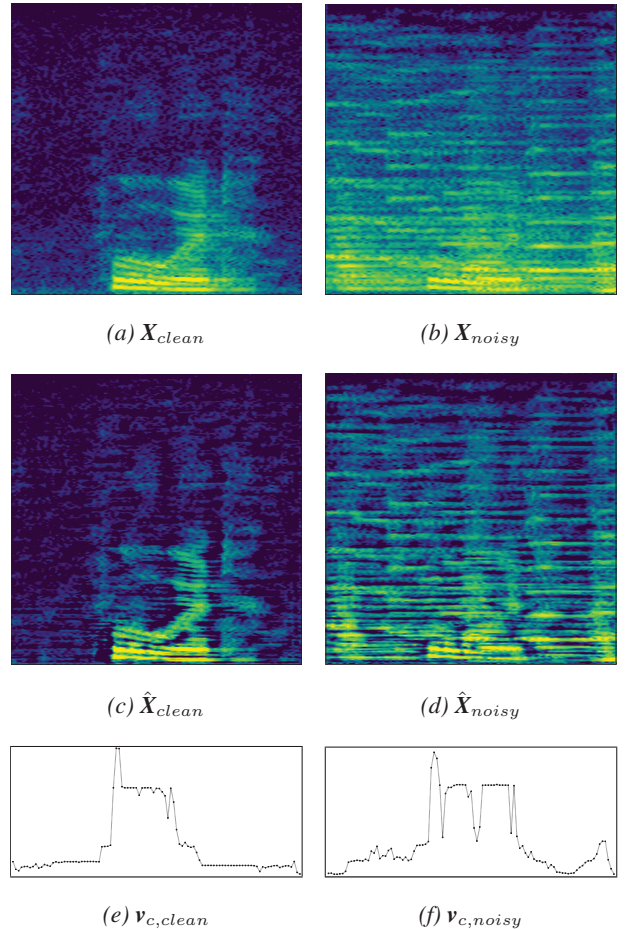 (a) X_clean
(b) X_noisy
(c) X̂_clean
(d) X̂_noisy
(e) v_c,clean
(f) v_c,noisy